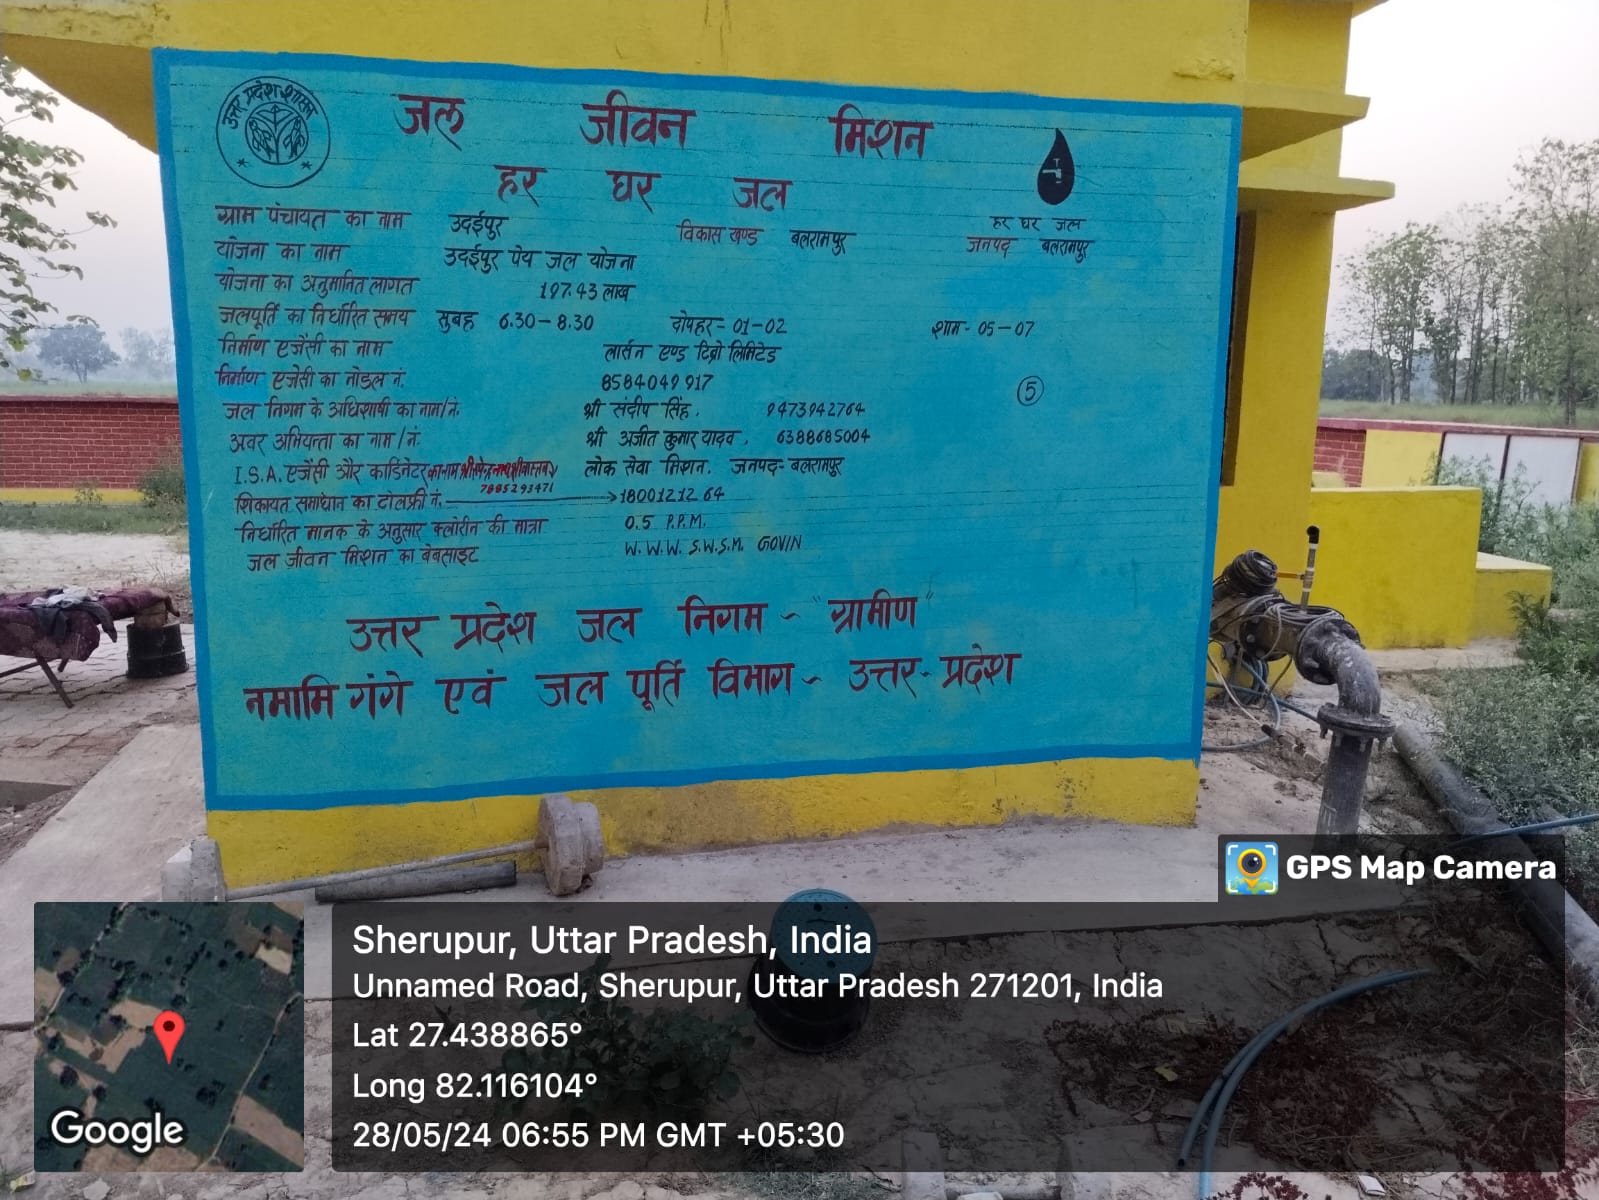 उत्तर प्रदेश शासन
जल जीवन मिशन
हर घर जल
हर घर जल
ग्राम पंचायत का नाम उदईपुर विकास खण्ड बलरामपुर जनपद बलरामपुर
योजना का नाम उदईपुर पेय जल योजना
योजना का अनुमानित लागत 197.43 लाख
जलपूर्ति का निर्धारित समय सुबह 6.30-8.30 दोपहर- 01-02 शाम- 05-07
निर्माण एजेंसी का नाम लार्सन एण्ड टिब्रो लिमिटेड
निर्माण एजेंसी का नोडल नं. 8584049917
5
जल निगम के अधिशाषी का नाम/नं. श्री संदीप सिंह. 9473942764
अवर अभियन्ता का नाम/नं. श्री अजीत कुमार यादव. 6388685004
I.S.A. एजेंसी और कार्डिनेटर का नाम लोक सेवा मिशन. जनपद-बलरामपुर
7885293471
शिकायत समाधान का टोलफ्री नं. 1800121264
निर्धारित मानक के अनुसार क्लोरीन की मात्रा 0.5 P.P.M.
जल जीवन मिशन का बेबसाइट W.W.W. S.W.S.M. GOVIN
उत्तर प्रदेश जल निगम - "ग्रामीण"
नमामि गंगे एवं जल पूर्ति विभाग - उत्तर-प्रदेश
GPS Map Camera
Sherupur, Uttar Pradesh, India
Unnamed Road, Sherupur, Uttar Pradesh 271201, India
Lat 27.438865°
Long 82.116104°
28/05/24 06:55 PM GMT +05:30
Google